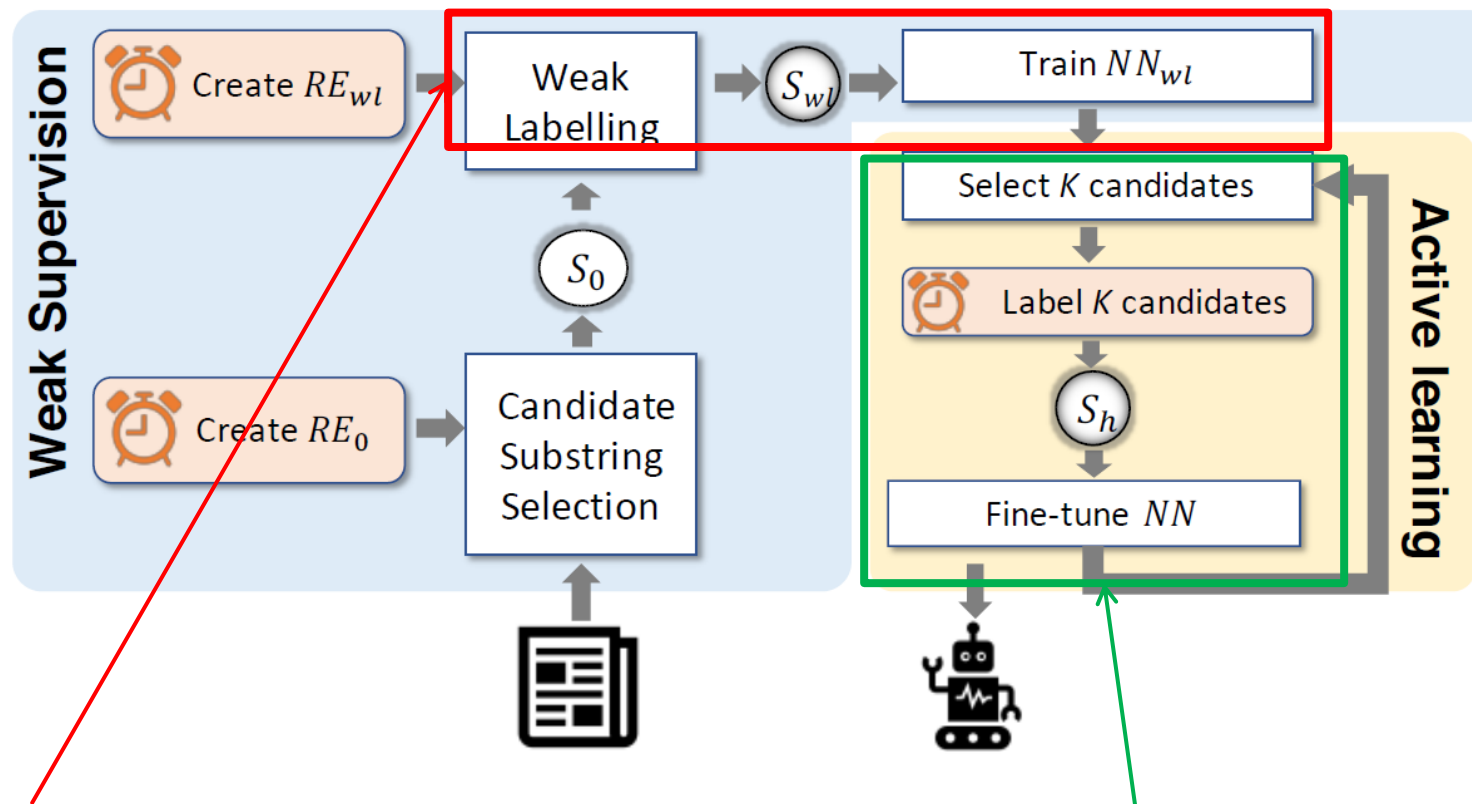 Weak Supervision
Create RE_wl
Weak
Labelling
S_wl
Train NN_wl
Select K candidates
S_0
Label K candidates
Create RE_0
Candidate
Substring
Selection
S_h
Fine-tune NN
Active learning